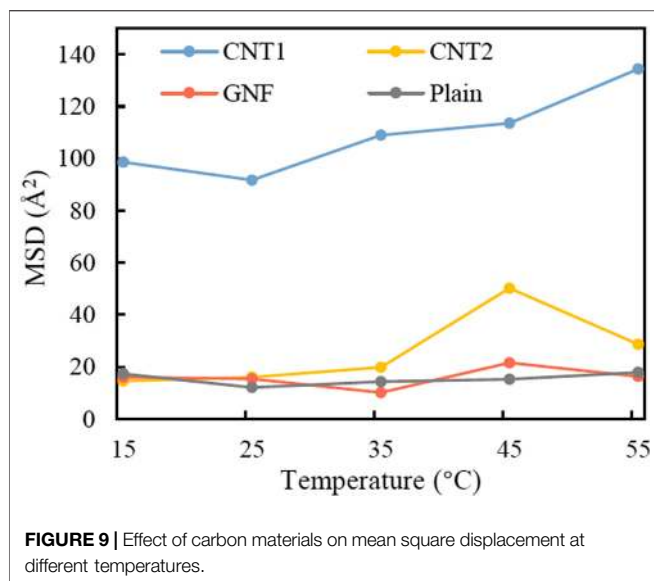 CNT1 CNT2
GNF Plain
140
120
100
80
60
40
20
0
MSD (Å²)
15 25 35 45 55
Temperature (°C)
FIGURE 9 | Effect of carbon materials on mean square displacement at
different temperatures.